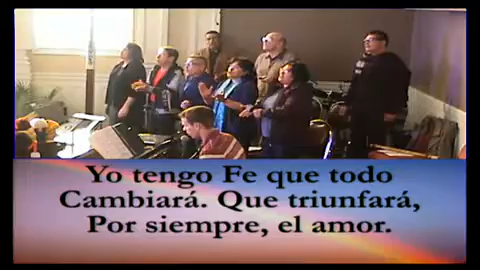 Yo tengo Fe que todo
Cambiará. Que triunfará,
Por siempre, el amor.